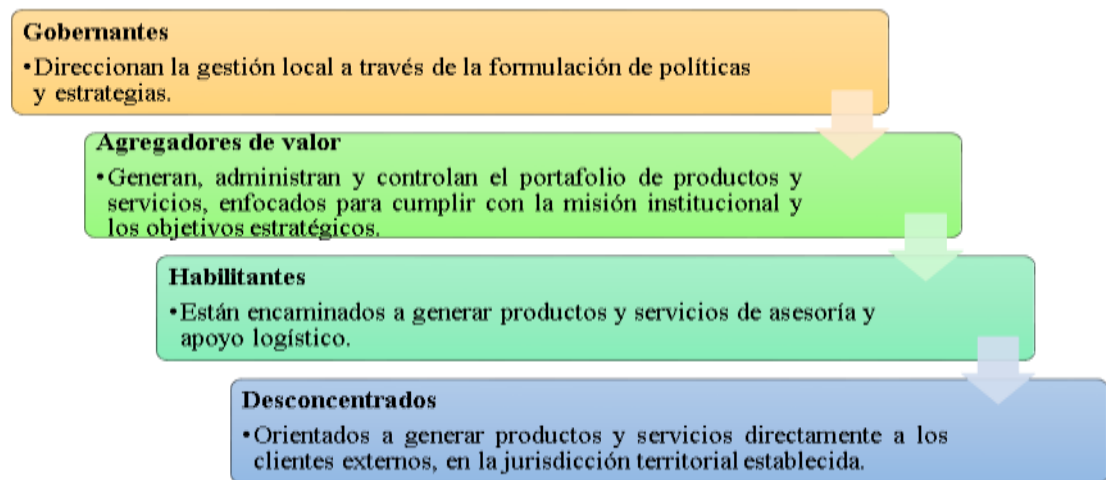 Gobernantes
•Direccionan la gestión local a través de la formulación de políticas
y estrategias.
Agregadores de valor
•Generan, administran y controlan el portafolio de productos y
servicios, enfocados para cumplir con la misión institucional y
los objetivos estratégicos.
Habilitantes
•Están encaminados a generar productos y servicios de asesoría y
apoyo logístico.
Desconcentrados
•Orientados a generar productos y servicios directamente a los
clientes externos, en la jurisdicción territorial establecida.